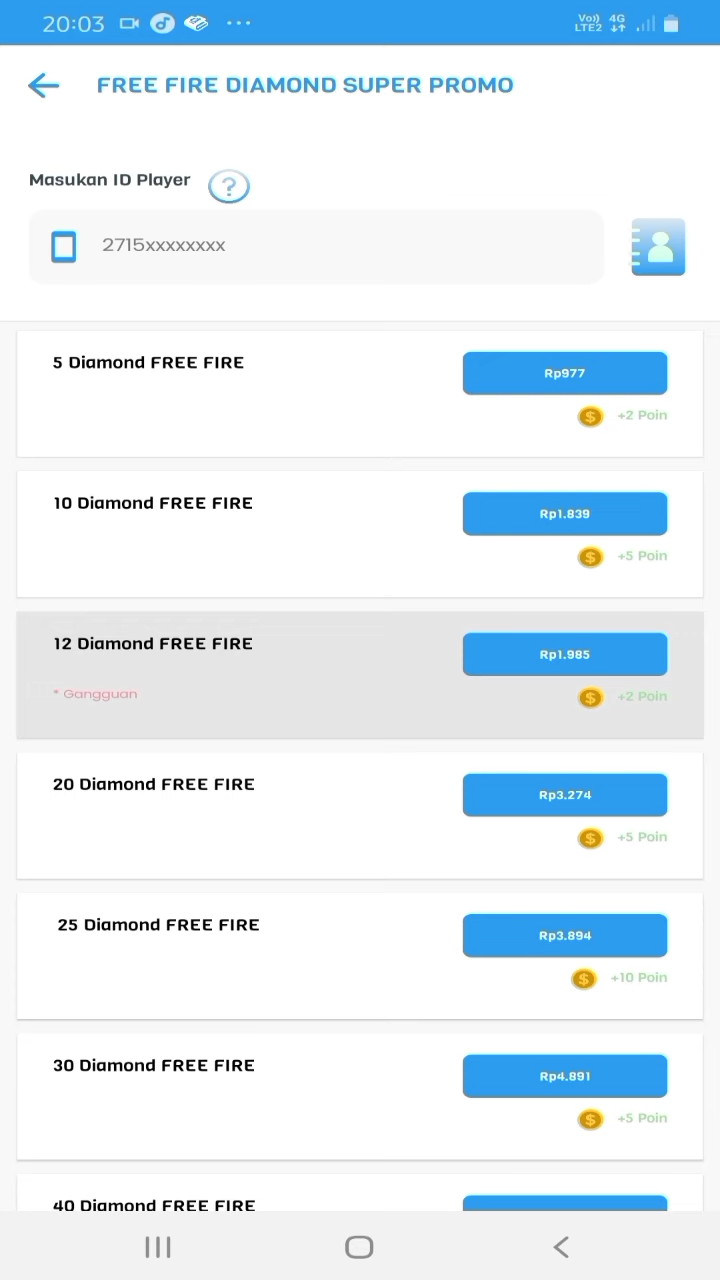 20:03
Vo)) 4G
LTE2
FREE FIRE DIAMOND SUPER PROMO
Masukan ID Player
?
2715xxxxxxxx
5 Diamond FREE FIRE
Rp977
+2 Poin
10 Diamond FREE FIRE
Rp1.839
+5 Poin
12 Diamond FREE FIRE
Rp1.985
* Gangguan
+2 Poin
20 Diamond FREE FIRE
Rp3.274
+5 Poin
25 Diamond FREE FIRE
Rp3.894
+10 Poin
30 Diamond FREE FIRE
Rp4.891
+5 Poin
40 Diamond FREE FIRE